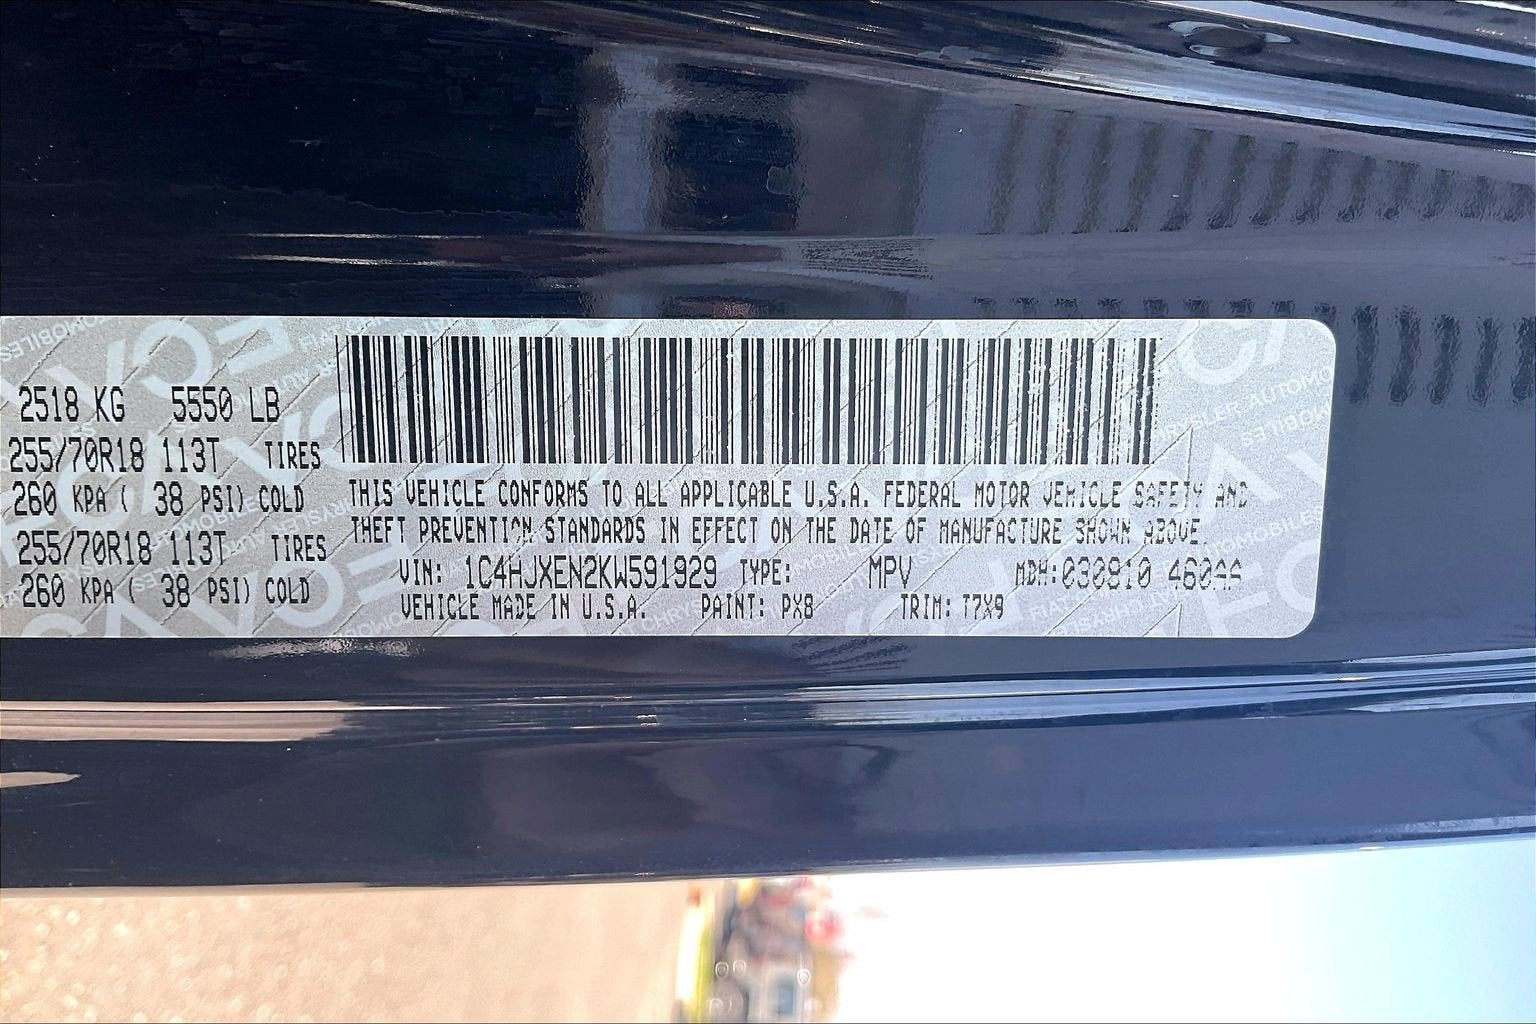 2518 KG 5550 LB
255/70R18 113T TIRES
260 KPA ( 38 PSI) COLD
255/70R18 113T TIRES
260 KPA ( 38 PSI) COLD
THIS VEHICLE CONFORMS TO ALL APPLICABLE U.S.A. FEDERAL MOTOR VEHICLE SAFETY AND
THEFT PREVENTION STANDARDS IN EFFECT ON THE DATE OF MANUFACTURE SHOWN ABOVE.
VIN: 1C4HJXEN2KW591929 TYPE: MPV MDH: 030810 460AA
VEHICLE MADE IN U.S.A. PAINT: PX8 TRIM: T7X9